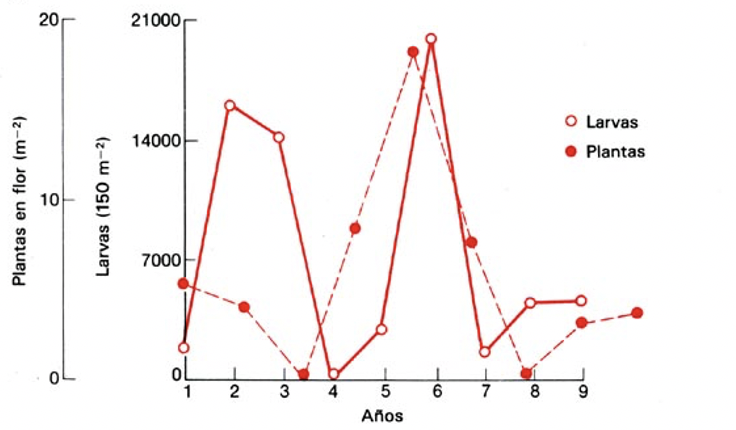 Plantas en flor (m⁻²)
20
10
0
Larvas (150 m⁻²)
21000
14000
7000
0
1 2 3 4 5 6 7 8 9
Años
Larvas
Plantas